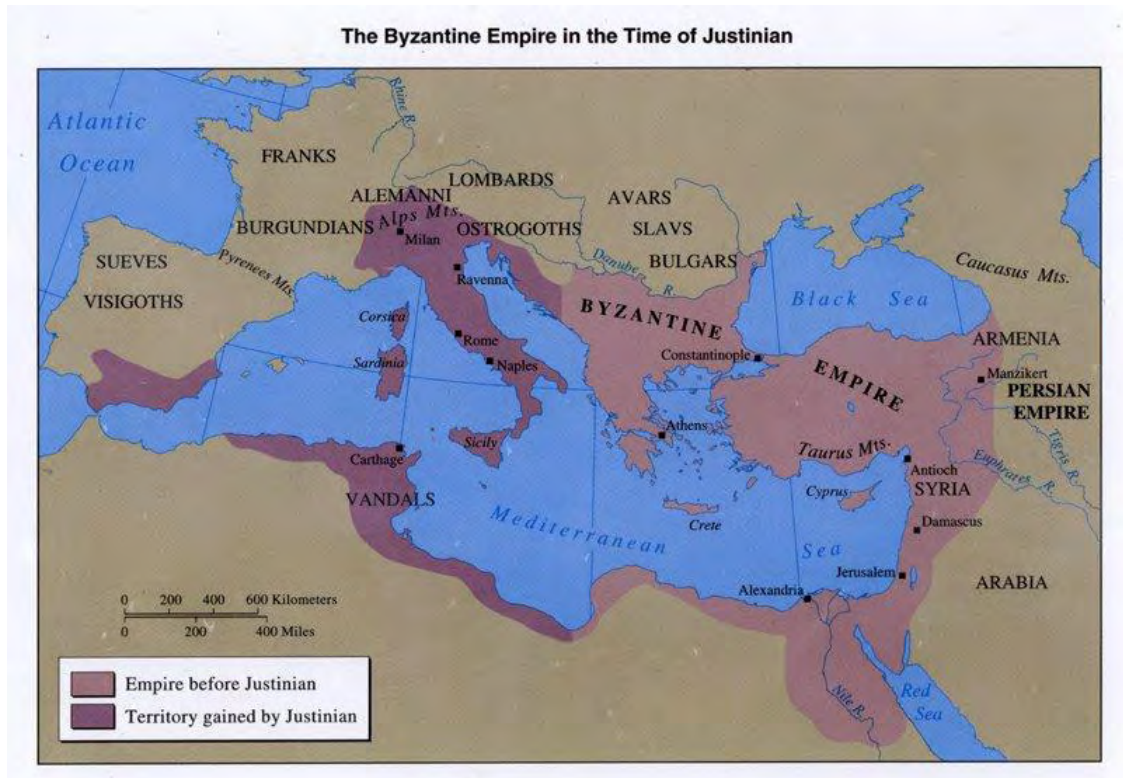 The Byzantine Empire in the Time of Justinian
Atlantic
Ocean
Rhine R.
FRANKS
LOMBARDS
ALEMANNI
AVARS
Alps Mts.
BURGUNDIANS
OSTROGOTHS
SLAVS
Milan
SUEVES
Pyrenees Mts.
Danube
R.
BULGARS
Caucasus Mts.
VISIGOTHS
Ravenna
Black Sea
BYZANTINE
Corsica
Rome
Constantinople
ARMENIA
Sardinia
Naples
EMPIRE
Manzikert
PERSIAN
EMPIRE
Athens
Sicily
Taurus Mts.
Tigris R.
Carthage
Antioch
Euphrates R.
VANDALS
Cyprus
SYRIA
Crete
Mediterranean
Sea
Damascus
Jerusalem
Alexandria
ARABIA
0 200 400 600 Kilometers
0 200 400 Miles
Nile R.
Red
Sea
Empire before Justinian
Territory gained by Justinian